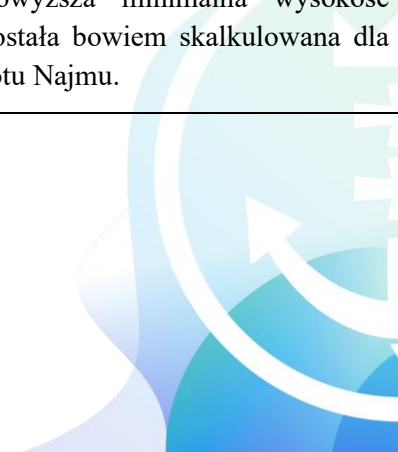 owyższa minimalna wysokość
ostała bowiem skalkulowana dla
otu Najmu.